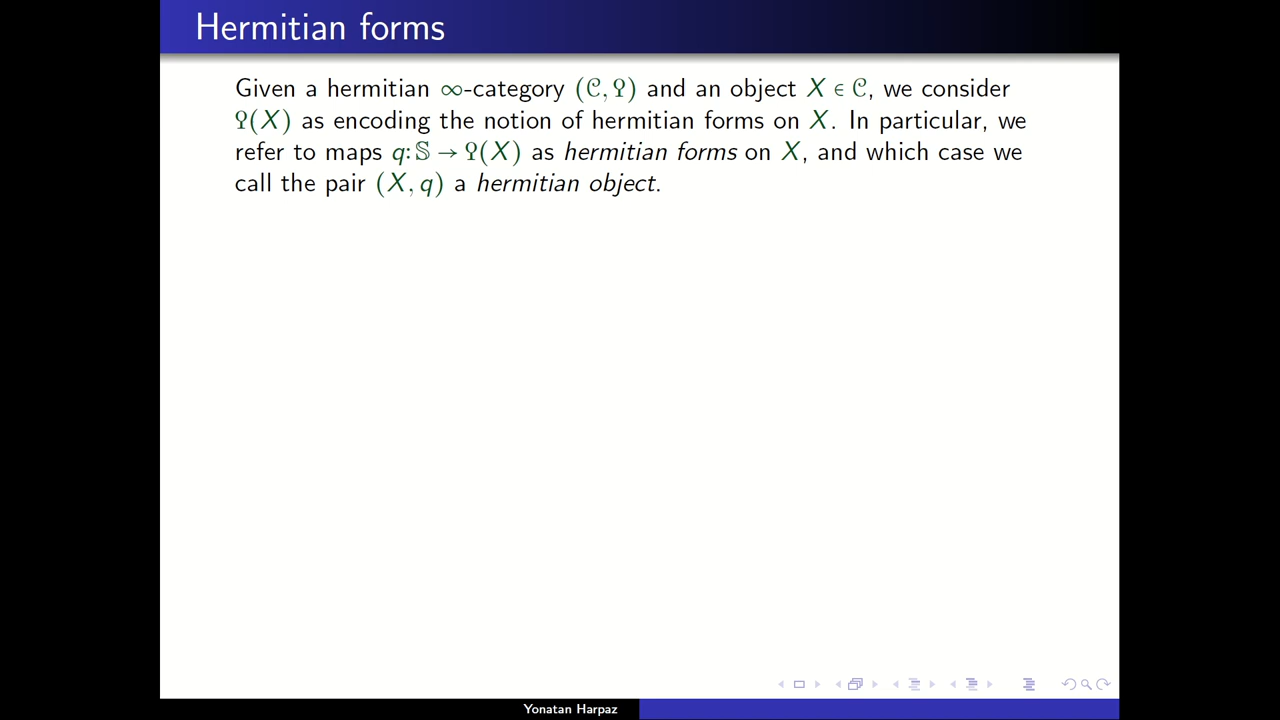 Hermitian forms
Given a hermitian ∞-category (𝒞, Ϙ) and an object X ∈ 𝒞, we consider
Ϙ(X) as encoding the notion of hermitian forms on X. In particular, we
refer to maps q: 𝕊 → Ϙ(X) as hermitian forms on X, and which case we
call the pair (X, q) a hermitian object.
Yonatan Harpaz